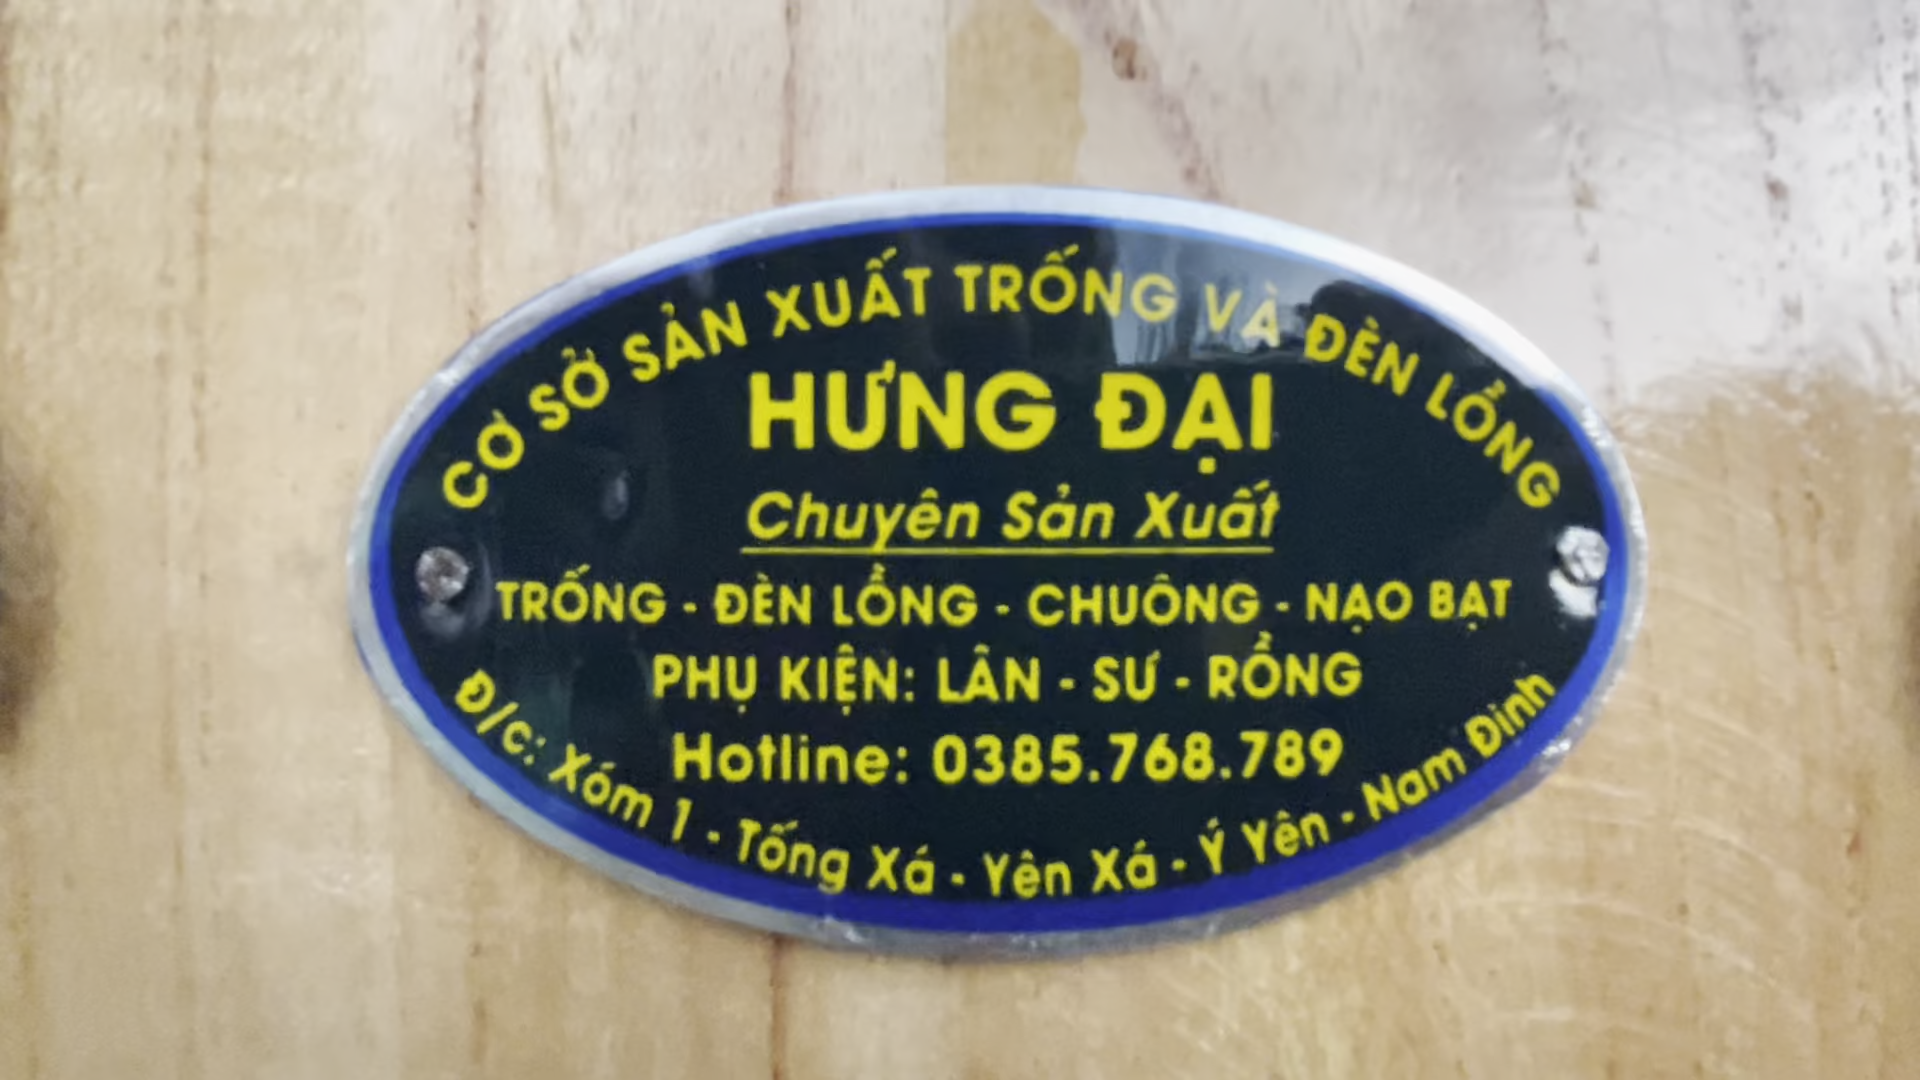 CƠ SỞ SẢN XUẤT TRỐNG VÀ ĐÈN LỒNG
HƯNG ĐẠI
Chuyên Sản Xuất
TRỐNG - ĐÈN LỒNG - CHUÔNG - NẠO BẠT
PHỤ KIỆN: LÂN - SƯ - RỒNG
Hotline: 0385.768.789
Đ/c: Xóm 1 - Tống Xá - Yên Xá - Ý Yên - Nam Đinh